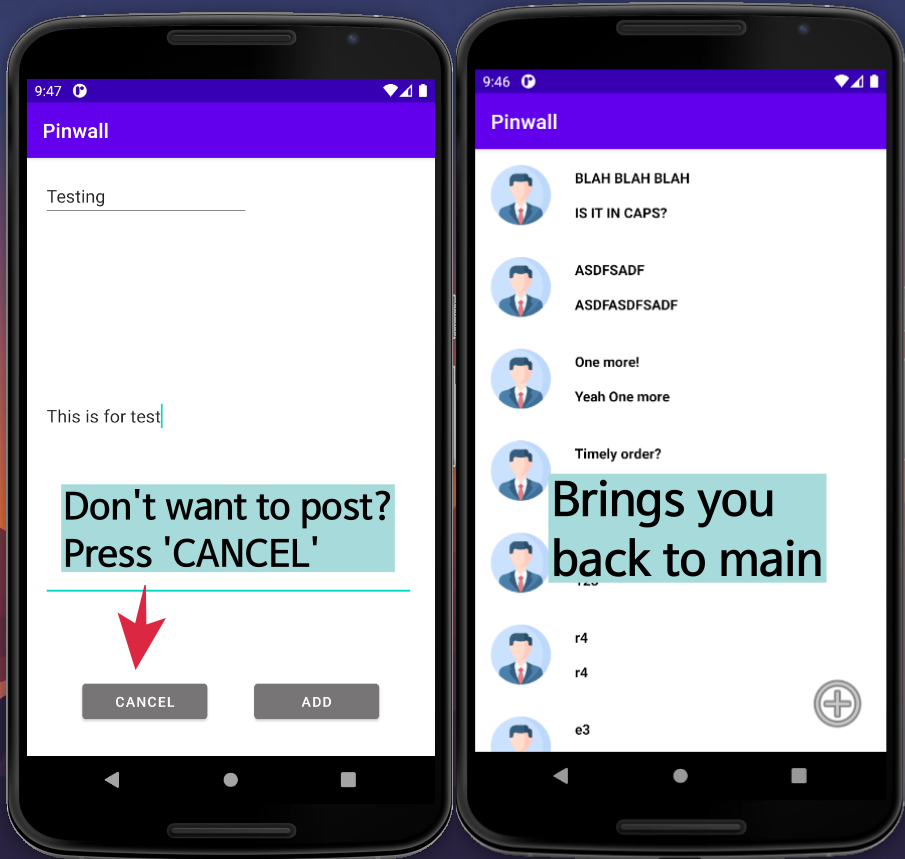 9:47
Pinwall
Testing
This is for test
Don't want to post?
Press 'CANCEL'
CANCEL
ADD
9:46
Pinwall
BLAH BLAH BLAH
IS IT IN CAPS?
ASDFSADF
ASDFASDFSADF
One more!
Yeah One more
Timely order?
Brings you
back to main
r4
r4
e3